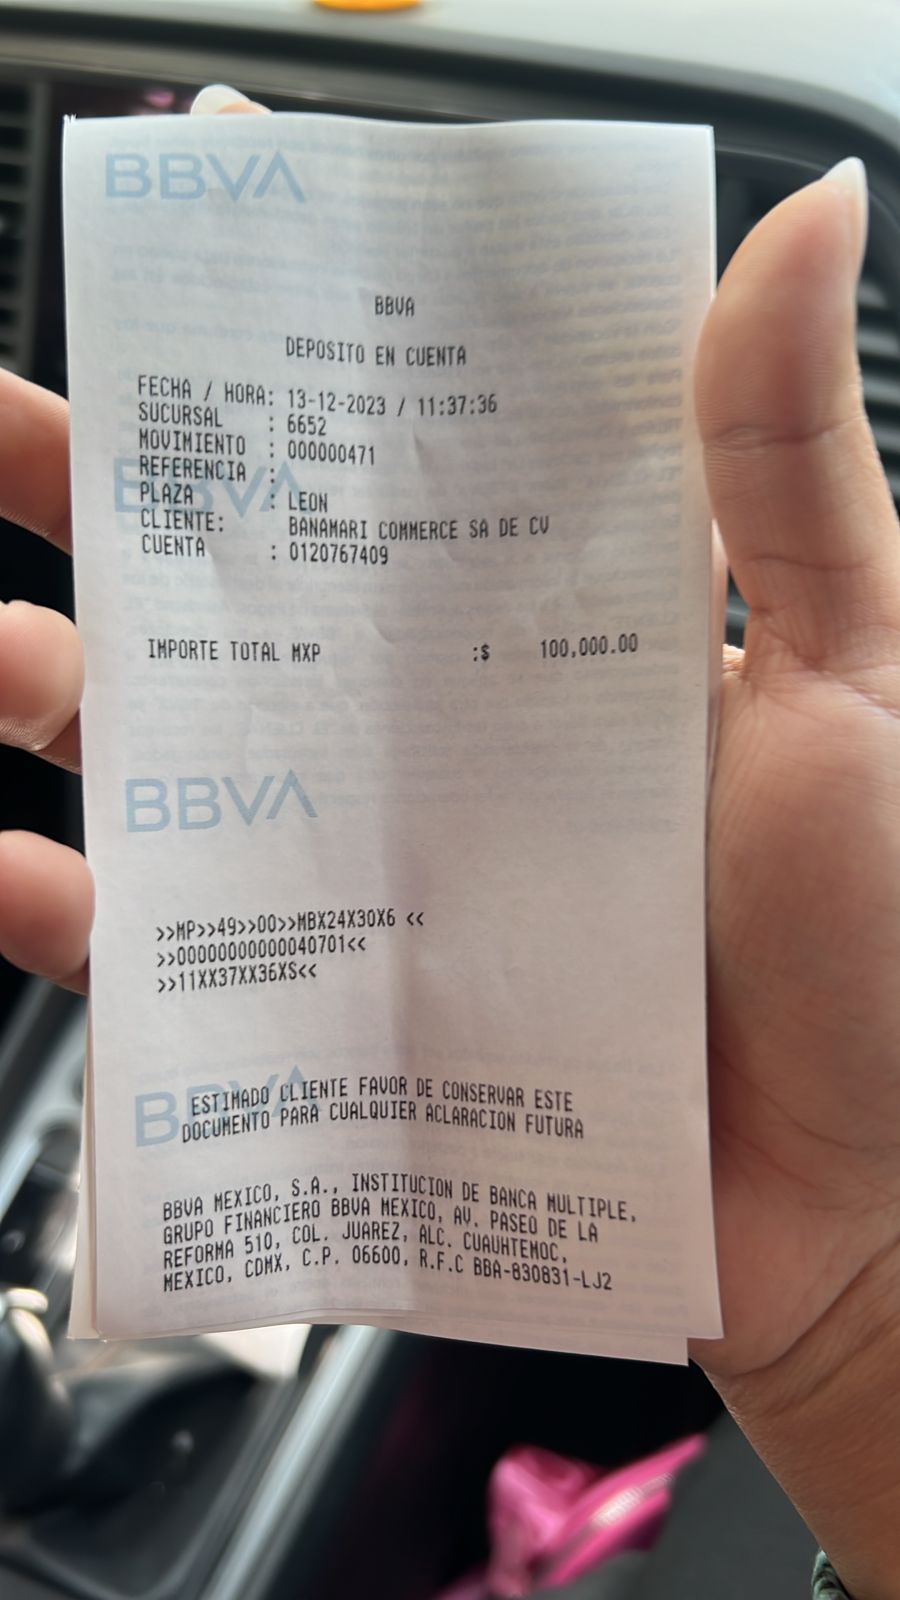 BBVA
BBVA
DEPOSITO EN CUENTA
FECHA / HORA: 13-12-2023 / 11:37:36
SUCURSAL : 6652
MOVIMIENTO : 000000471
REFERENCIA :
BBVA
PLAZA : LEON
CLIENTE: BANAMARI COMMERCE SA DE CV
CUENTA : 0120767409
IMPORTE TOTAL MXP :$ 100,000.00
BBVA
>>MP>>49>>00>>MBX24X30X6 <<
>>00000000000040701<<
>>11XX37XX36XS<<
BBVA
ESTIMADO CLIENTE FAVOR DE CONSERVAR ESTE
DOCUMENTO PARA CUALQUIER ACLARACION FUTURA
BBVA MEXICO, S.A., INSTITUCION DE BANCA MULTIPLE,
GRUPO FINANCIERO BBVA MEXICO, AV. PASEO DE LA
REFORMA 510, COL. JUAREZ, ALC. CUAUHTEMOC,
MEXICO, CDMX, C.P. 06600, R.F.C BBA-830831-LJ2